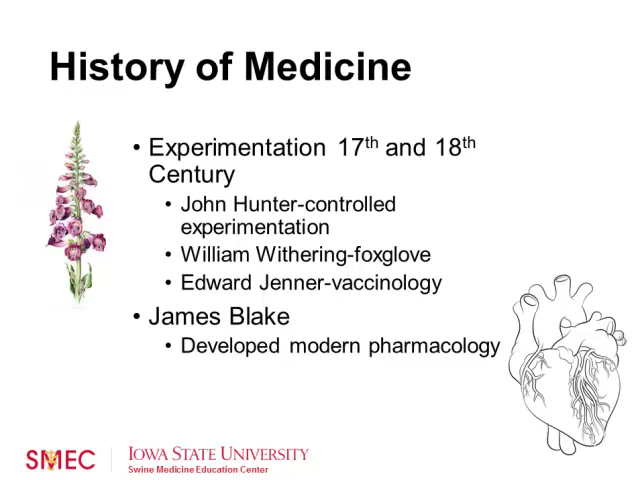 History of Medicine
• Experimentation 17th and 18th
Century
• John Hunter-controlled
experimentation
• William Withering-foxglove
• Edward Jenner-vaccinology
• James Blake
• Developed modern pharmacology
SMEC
IOWA STATE UNIVERSITY
Swine Medicine Education Center